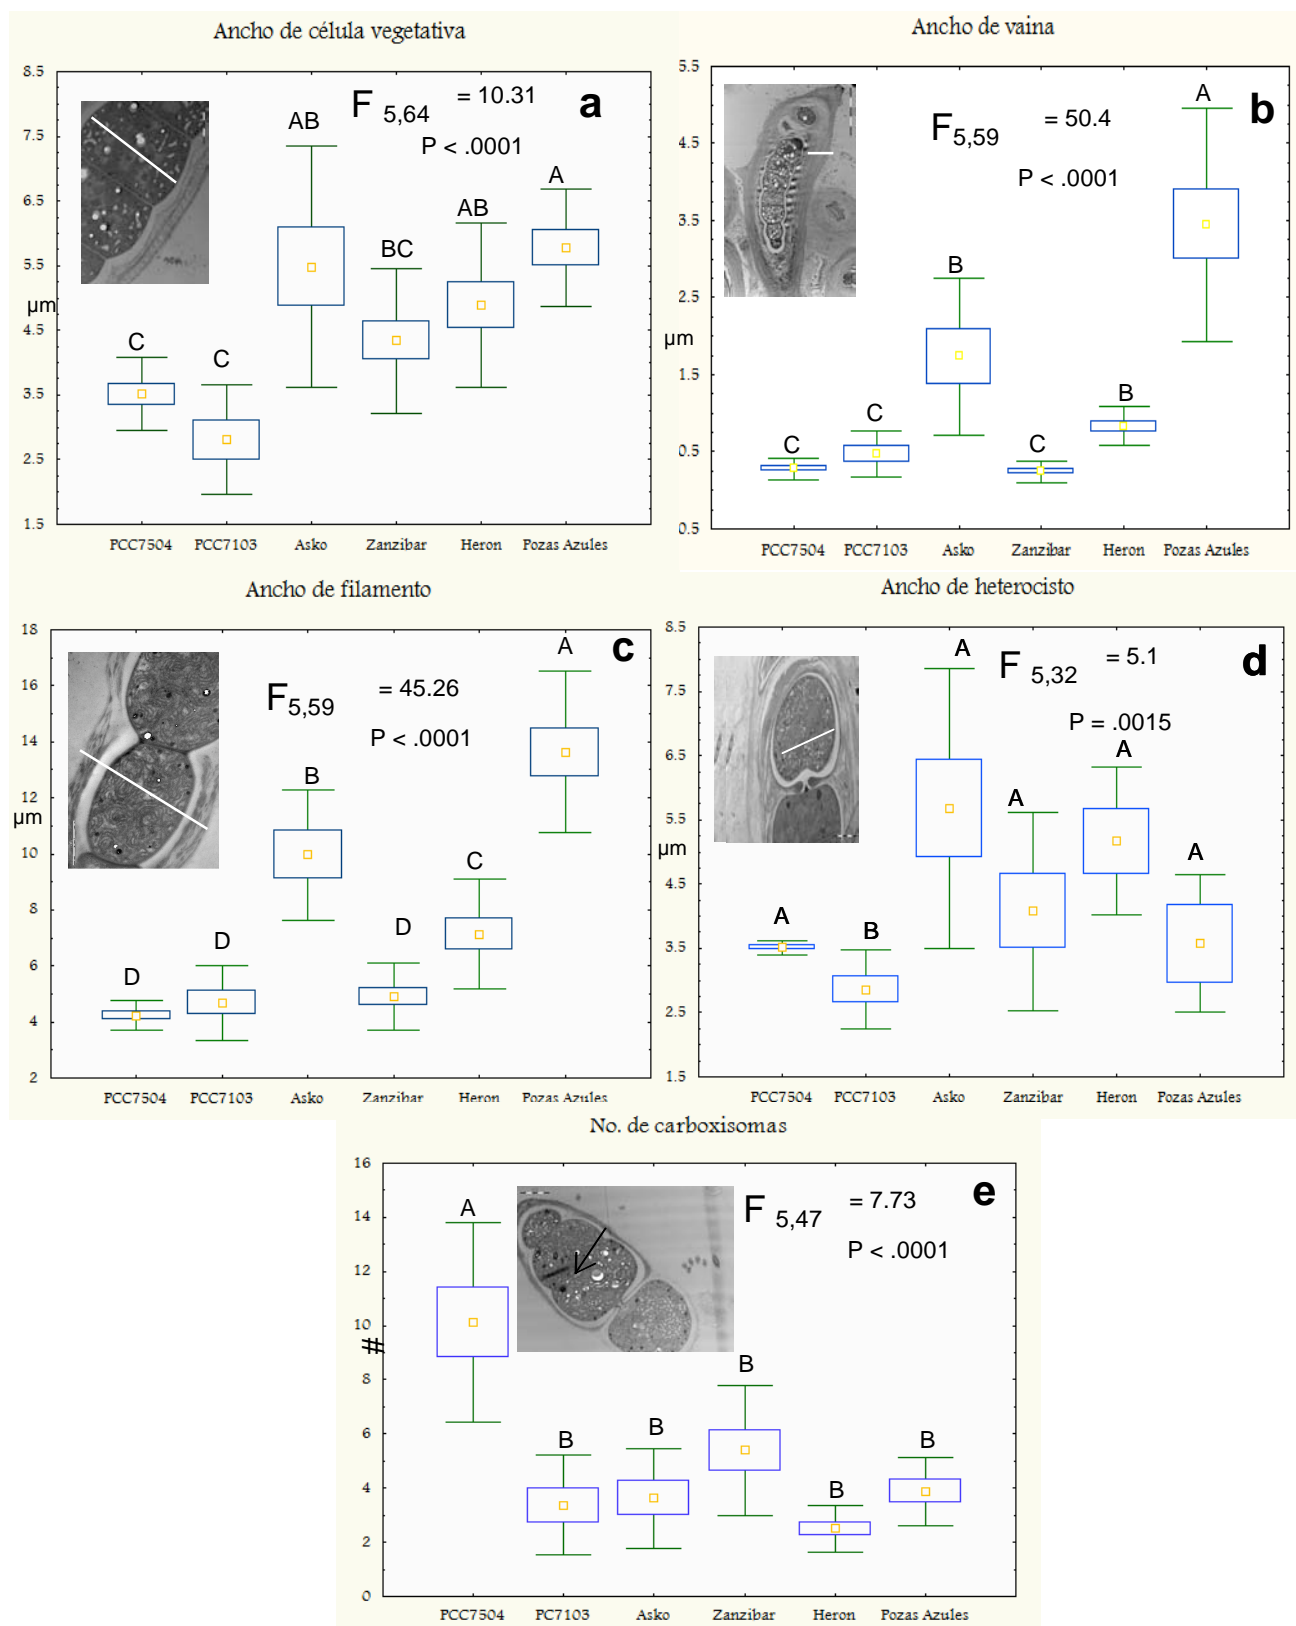 Ancho de célula vegetativa
a
F 5,64 = 10.31
P < .0001
8.5
7.5
6.5
5.5
µm
4.5
3.5
2.5
1.5
C
C
AB
BC
AB
A
PCC7504 PCC7103 Asko Zanzibar Heron Pozas Azules
Ancho de vaina
b
F5,59 = 50.4
P < .0001
5.5
4.5
3.5
2.5
µm
1.5
0.5
0.5
C
C
B
C
B
A
PCC7504 PCC7103 Asko Zanzibar Heron Pozas Azules
Ancho de filamento
c
F5,59 = 45.26
P < .0001
18
16
14
12
µm
10
8
6
4
2
D
D
B
D
C
A
PCC7504 PCC7103 Asko Zanzibar Heron Pozas Azules
Ancho de heterocisto
d
F 5,32 = 5.1
P = .0015
8.5
7.5
6.5
5.5
µm
4.5
3.5
2.5
1.5
A
B
A
A
A
A
PCC7504 PCC7103 Asko Zanzibar Heron Pozas Azules
No. de carboxisomas
e
F 5,47 = 7.73
P < .0001
16
14
12
10
#
8
6
4
2
0
A
B
B
B
B
B
PCC7504 PC7103 Asko Zanzibar Heron Pozas Azules